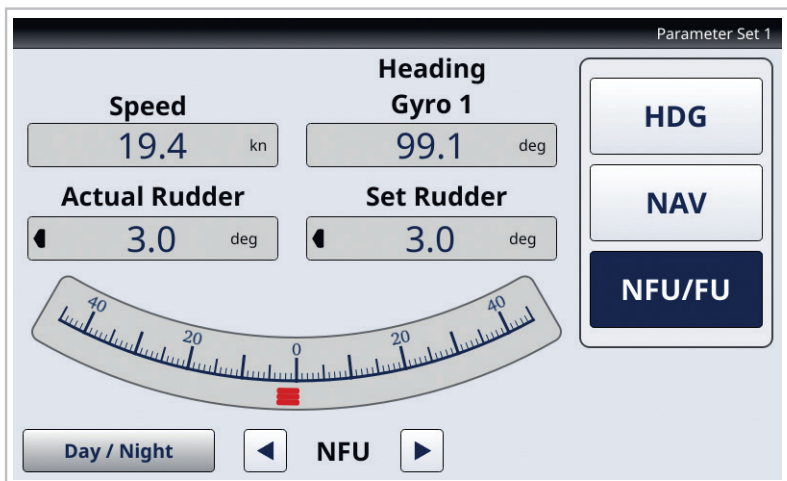 Parameter Set 1
Heading
Speed
Gyro 1
19.4 kn
99.1 deg
Actual Rudder
Set Rudder
3.0 deg
3.0 deg
40 20 0 20 40
HDG
NAV
NFU/FU
Day / Night
NFU